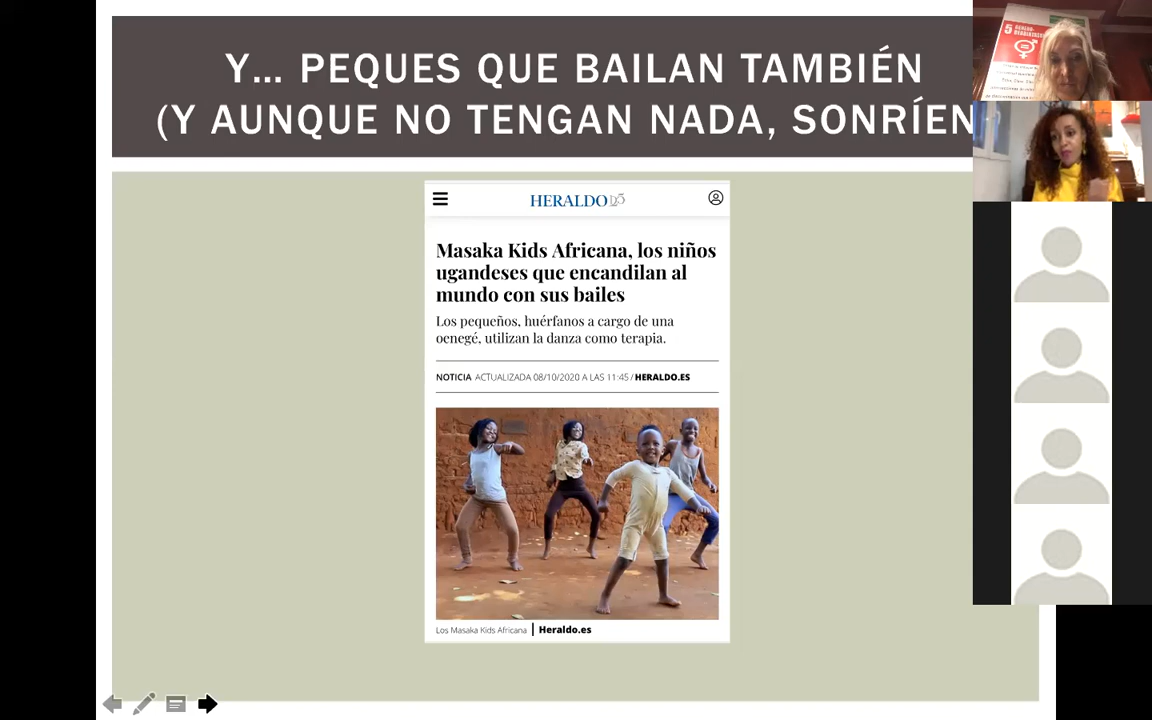 Y... PEQUES QUE BAILAN TAMBIÉN
(Y AUNQUE NO TENGAN NADA, SONRÍEN
5
HERALDO 125
Masaka Kids Africana, los niños
ugandeses que encandilan al
mundo con sus bailes
Los pequeños, huérfanos a cargo de una
oenegé, utilizan la danza como terapia.
NOTICIA ACTUALIZADA 08/10/2020 A LAS 11:45 / HERALDO.ES
Los Masaka Kids Africana | Heraldo.es